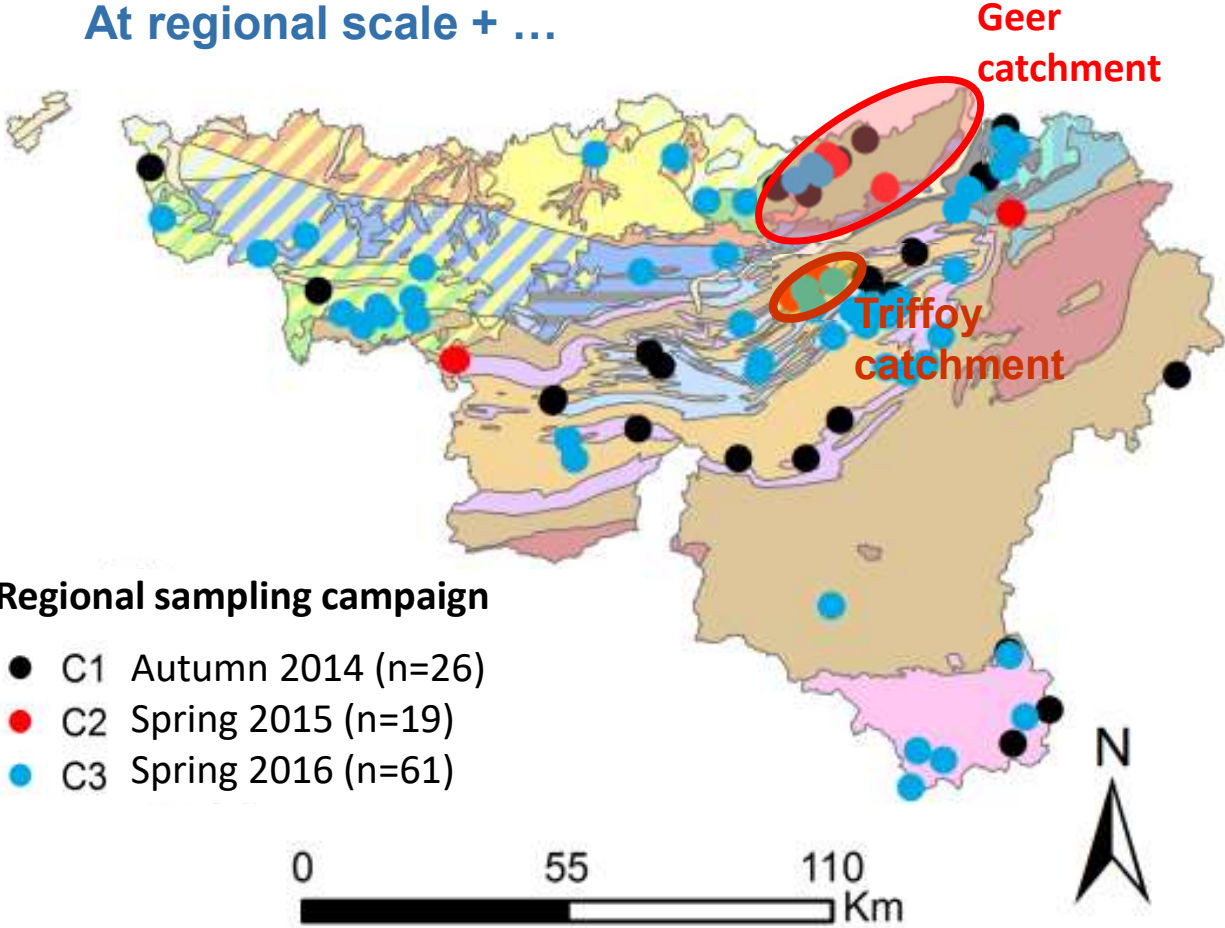 At regional scale + …
Geer
catchment
Triffoy
catchment
Regional sampling campaign
C1 Autumn 2014 (n=26)
C2 Spring 2015 (n=19)
C3 Spring 2016 (n=61)
N
0 55 110
Km